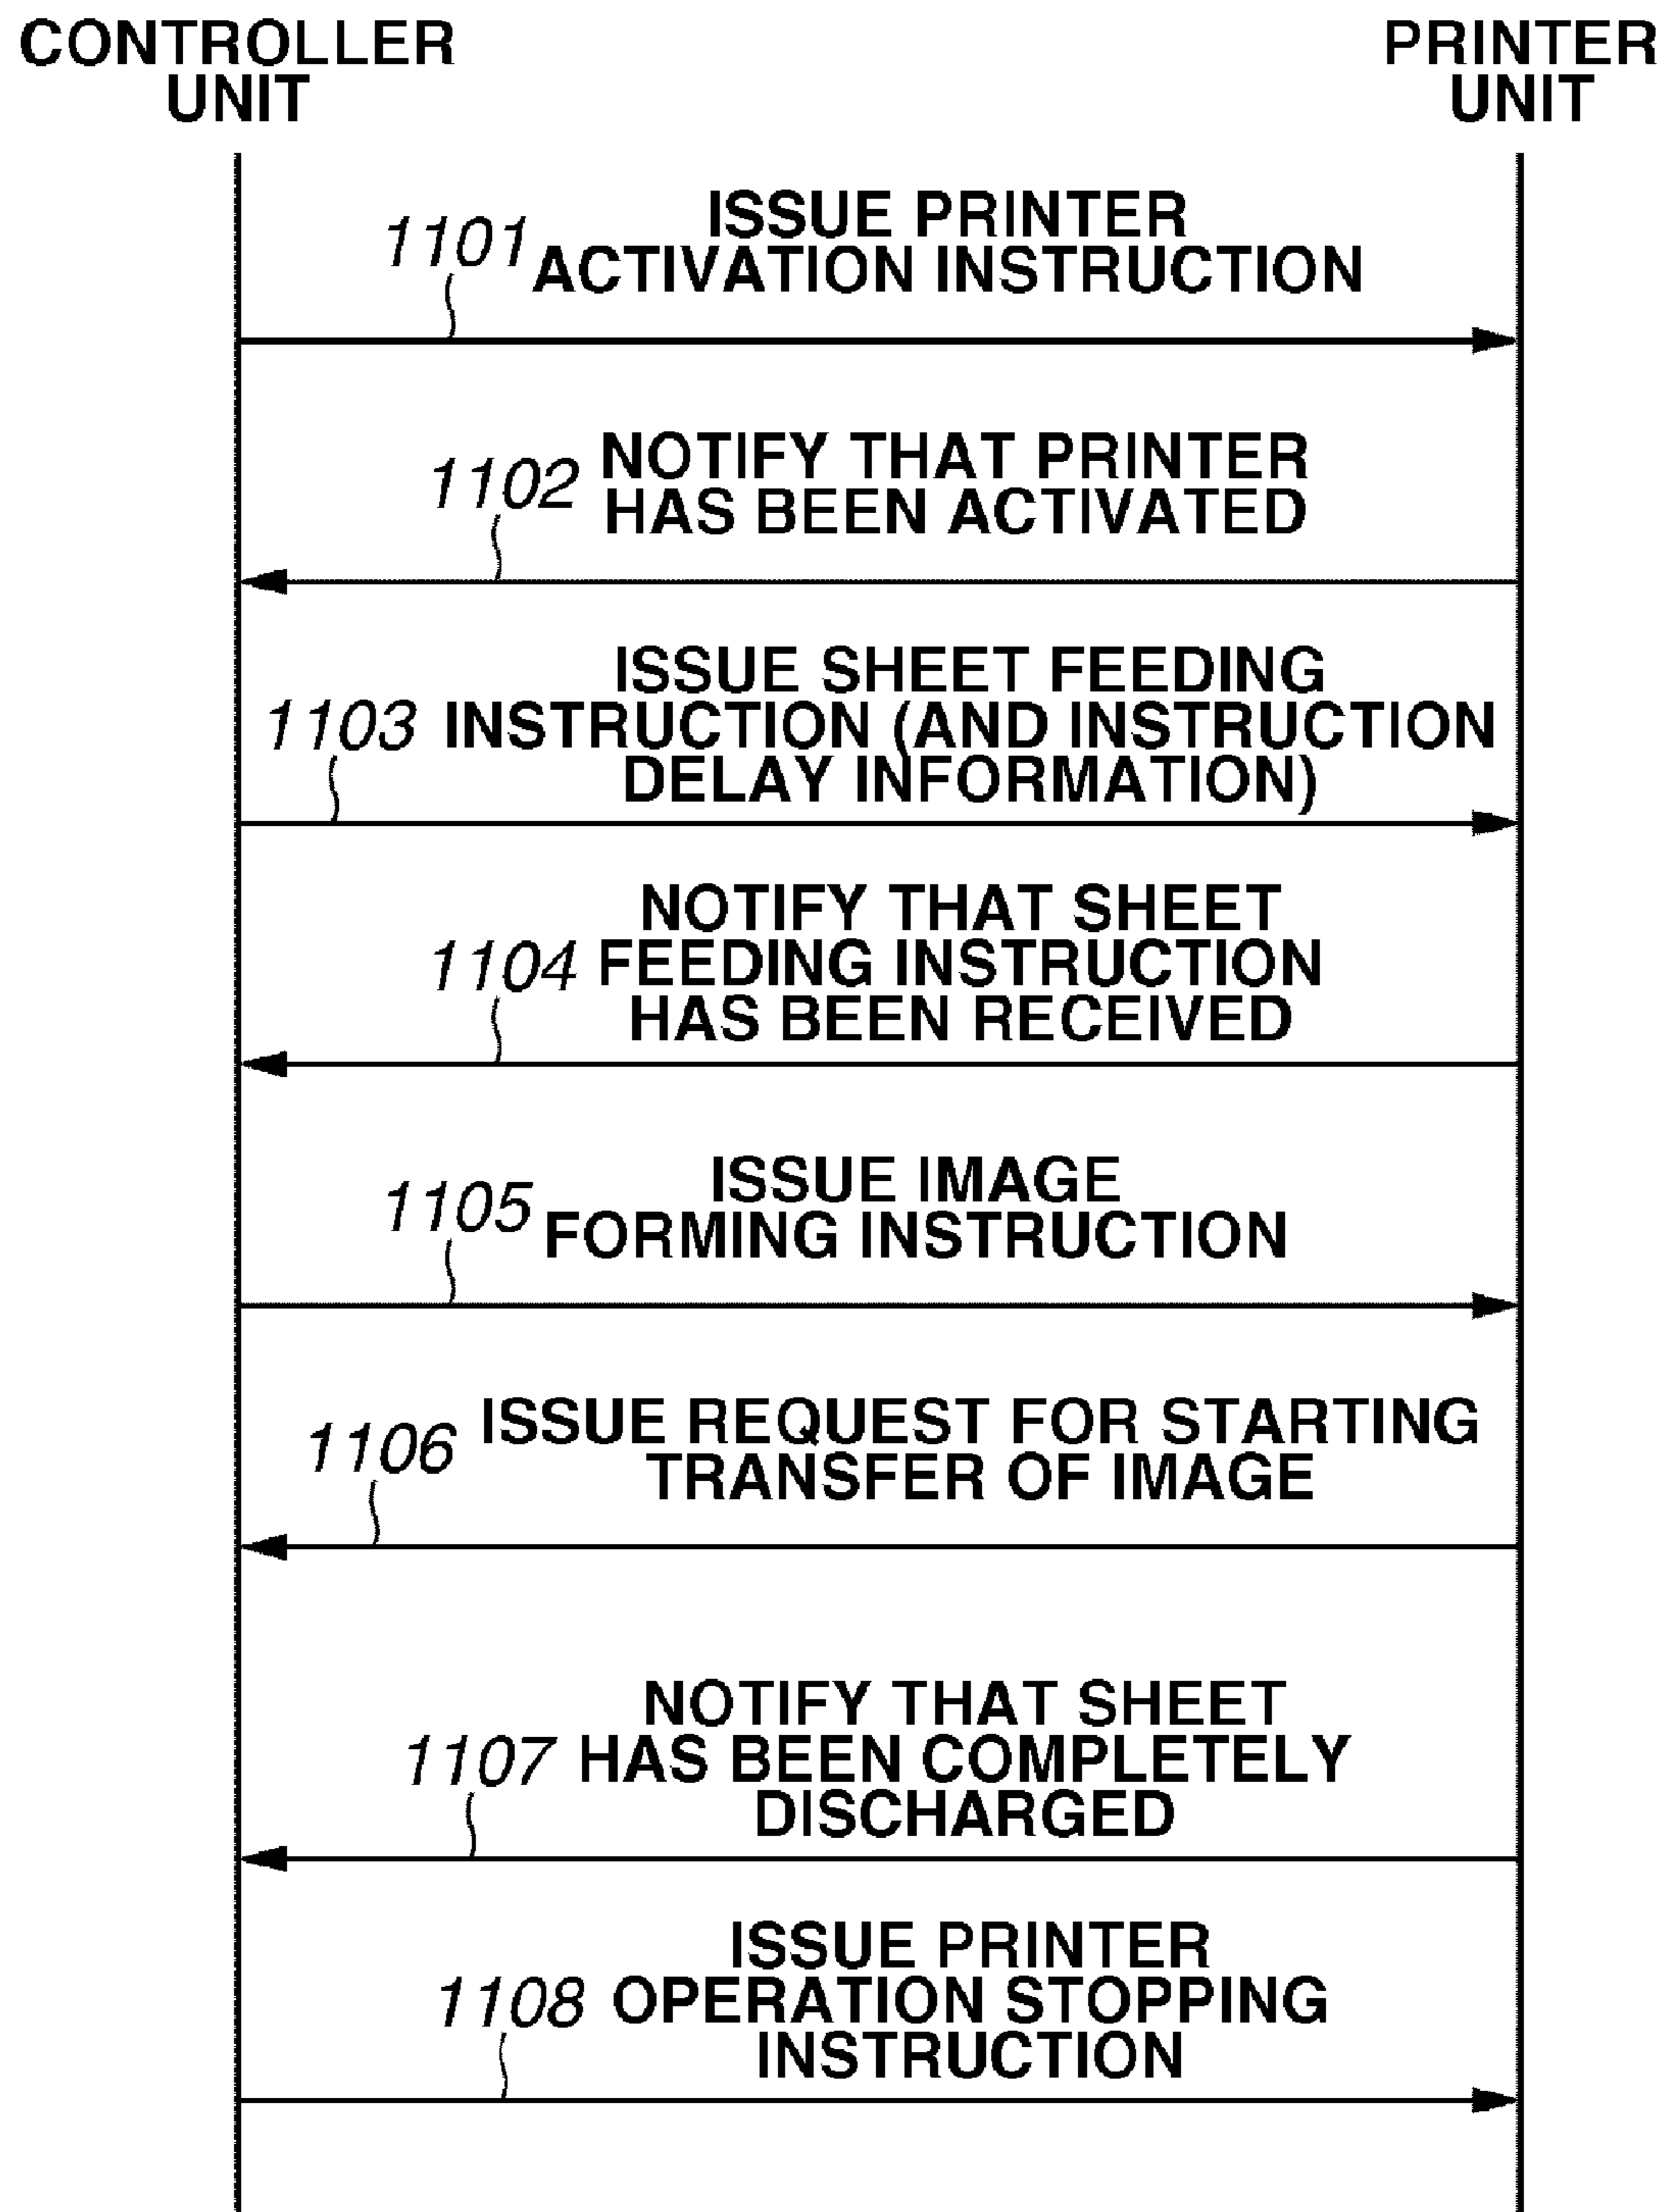 CONTROLLER
UNIT
PRINTER
UNIT
1101
ISSUE PRINTER
ACTIVATION INSTRUCTION
1102
NOTIFY THAT PRINTER
HAS BEEN ACTIVATED
1103
ISSUE SHEET FEEDING
INSTRUCTION (AND INSTRUCTION
DELAY INFORMATION)
1104
NOTIFY THAT SHEET
FEEDING INSTRUCTION
HAS BEEN RECEIVED
1105
ISSUE IMAGE
FORMING INSTRUCTION
1106
ISSUE REQUEST FOR STARTING
TRANSFER OF IMAGE
1107
NOTIFY THAT SHEET
HAS BEEN COMPLETELY
DISCHARGED
1108
ISSUE PRINTER
OPERATION STOPPING
INSTRUCTION